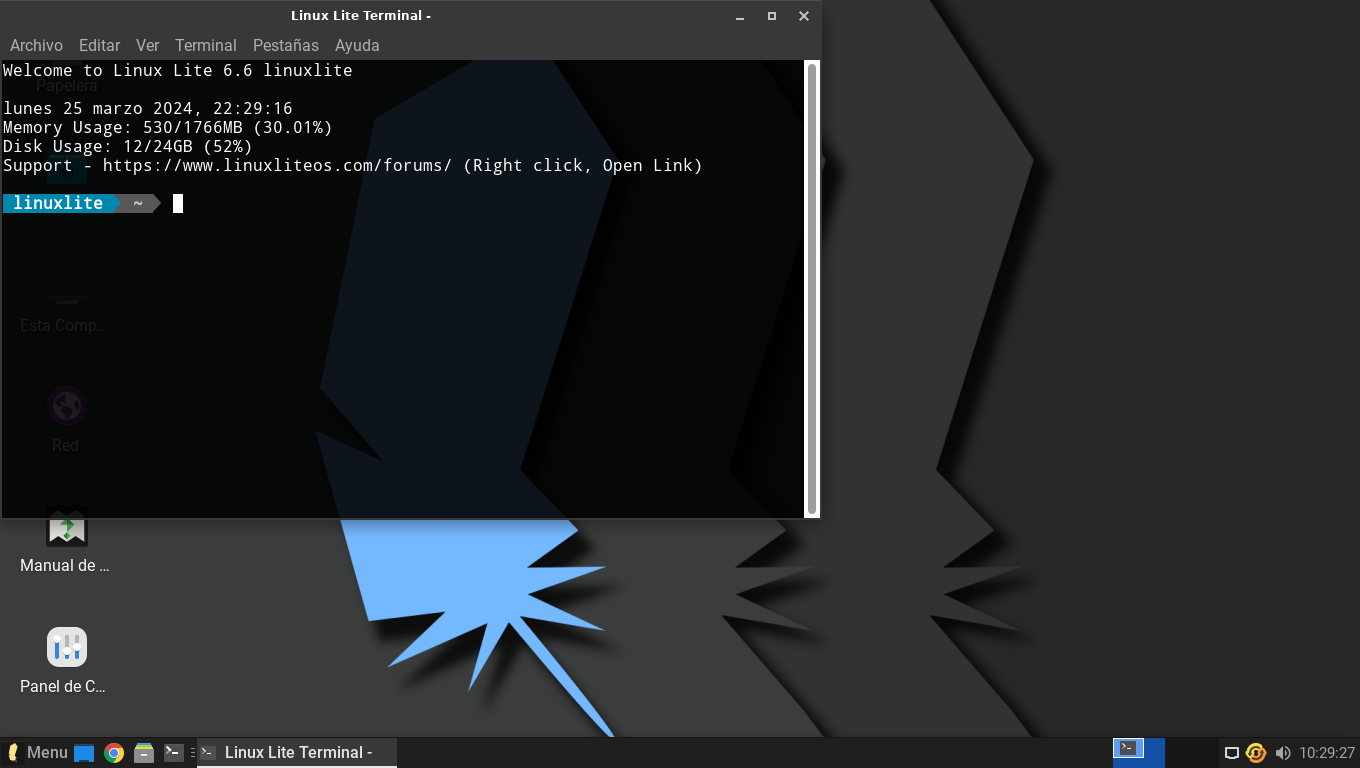 Linux Lite Terminal -
Archivo Editar Ver Terminal Pestañas Ayuda
Welcome to Linux Lite 6.6 linuxlite
Papelera
lunes 25 marzo 2024, 22:29:16
Memory Usage: 530/1766MB (30.01%)
Disk Usage: 12/24GB (52%)
Support - https://www.linuxliteos.com/forums/ (Right click, Open Link)
linuxlite ~
Esta Comp...
Red
Manual de ...
Panel de C...
Menu Linux Lite Terminal - 10:29:27